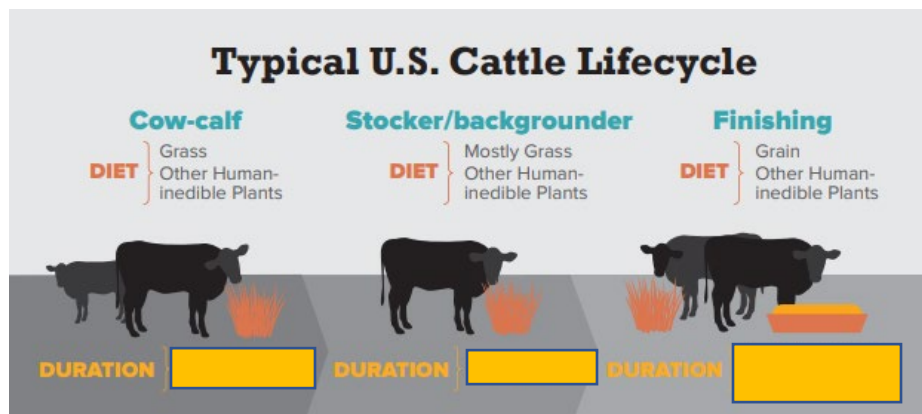 Typical U.S. Cattle Lifecycle
Cow-calf
DIET
Grass
Other Human-
inedible Plants
Stocker/backgrounder
DIET
Mostly Grass
Other Human-
inedible Plants
Finishing
DIET
Grain
Other Human-
inedible Plants
DURATION
DURATION
DURATION